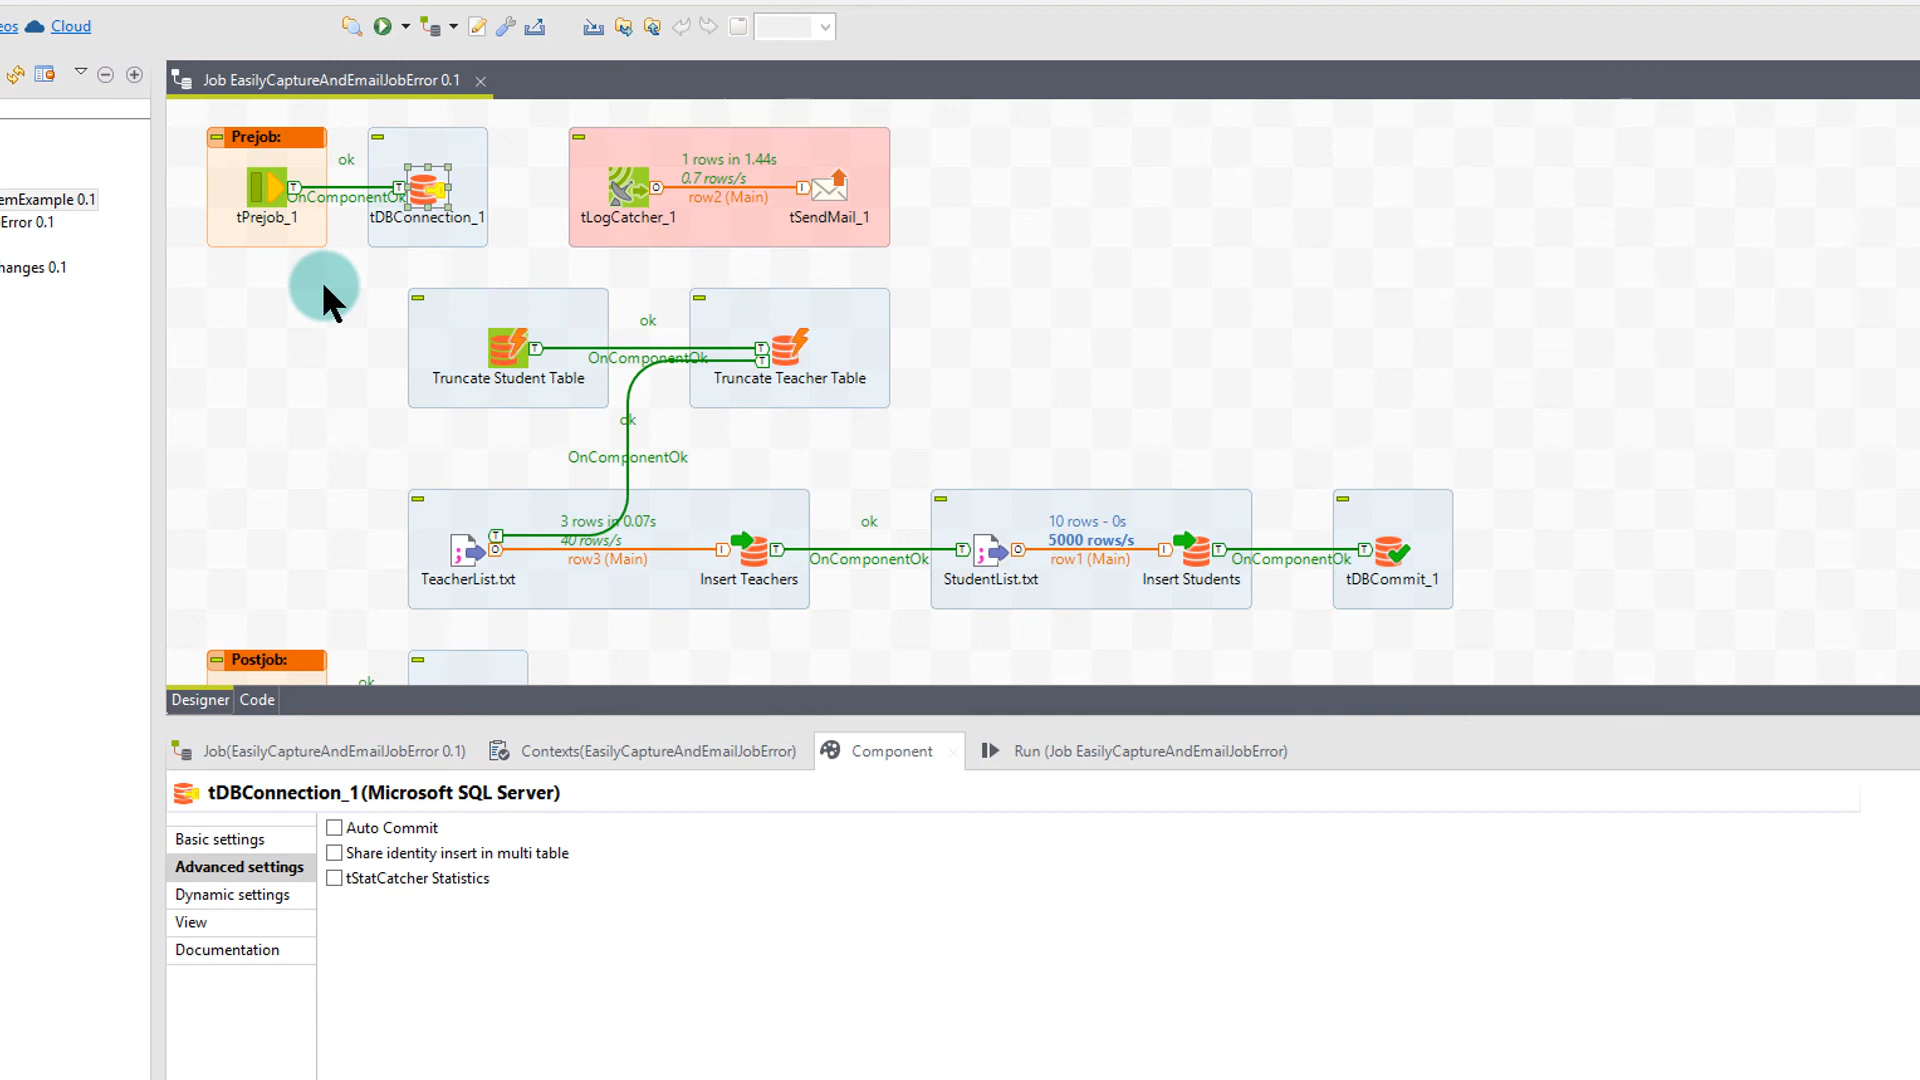 eos Cloud
Job EasilyCaptureAndEmailJobError 0.1
emExample 0.1
Error 0.1
hanges 0.1
Prejob:
ok
OnComponentOk
tPrejob_1
tDBConnection_1
1 rows in 1.44s
0.7 rows/s
row2 (Main)
tLogCatcher_1
tSendMail_1
ok
OnComponentOk
Truncate Student Table
Truncate Teacher Table
ok
OnComponentOk
3 rows in 0.07s
40 rows/s
row3 (Main)
TeacherList.txt
Insert Teachers
ok
OnComponentOk
10 rows - 0s
5000 rows/s
row1 (Main)
StudentList.txt
Insert Students
OnComponentOk
tDBCommit_1
Postjob:
ok
Designer
Code
Job(EasilyCaptureAndEmailJobError 0.1)
Contexts(EasilyCaptureAndEmailJobError)
Component
Run (Job EasilyCaptureAndEmailJobError)
tDBConnection_1(Microsoft SQL Server)
Basic settings
Advanced settings
Dynamic settings
View
Documentation
Auto Commit
Share identity insert in multi table
tStatCatcher Statistics